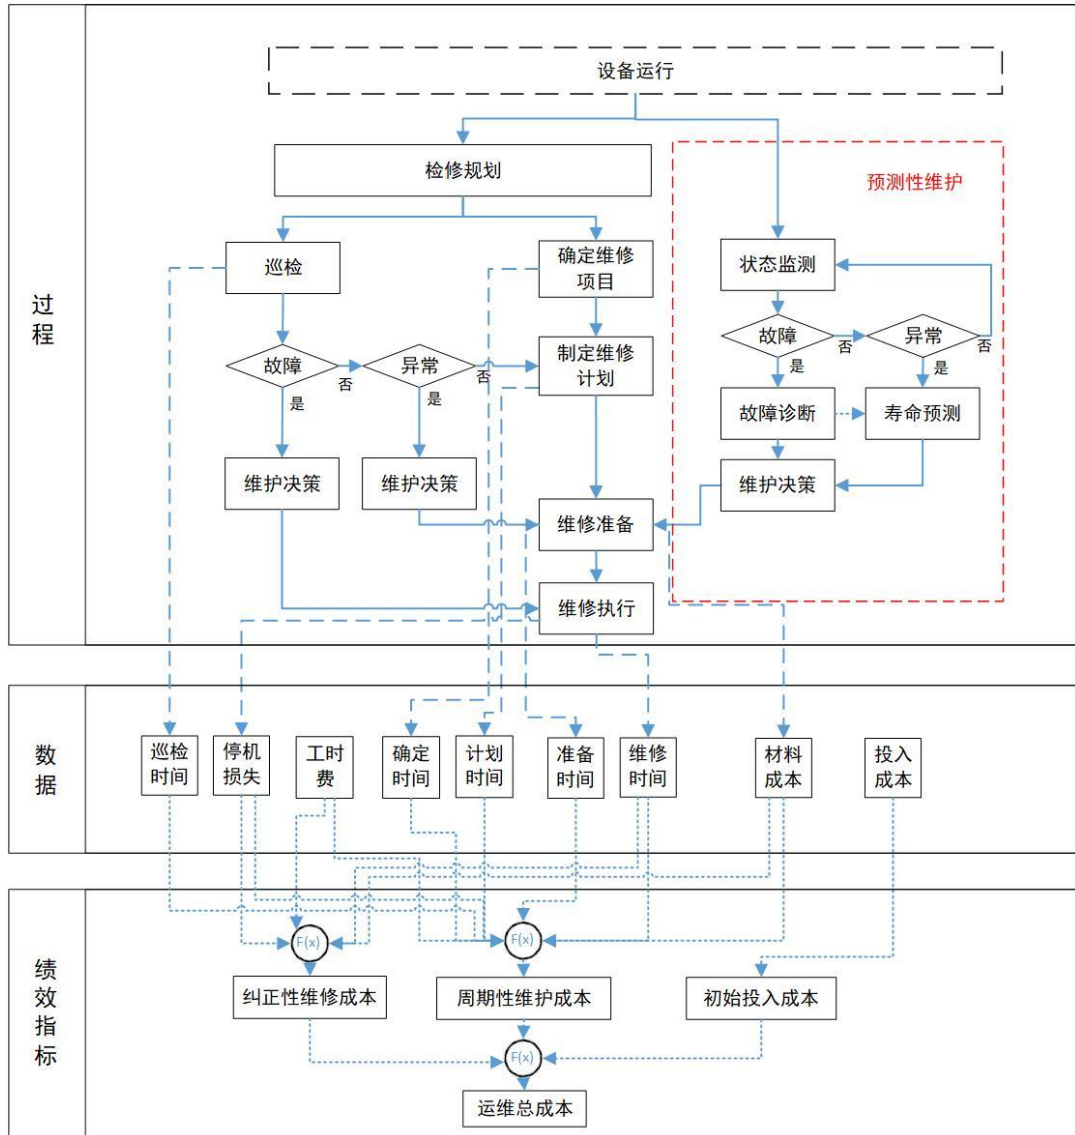 设备运行
检修规划
预测性维护
过
程
巡检
确定维修
项目
状态监测
故障
否
异常
否
制定维修
计划
故障
否
异常
否
是
是
是
是
故障诊断
寿命预测
维护决策
维护决策
维护决策
维修准备
维修执行
数
据
巡检
时间
停机
损失
工时
费
确定
时间
计划
时间
准备
时间
维修
时间
材料
成本
投入
成本
绩
效
指
标
F(x)
F(x)
纠正性维修成本
周期性维护成本
初始投入成本
F(x)
运维总成本